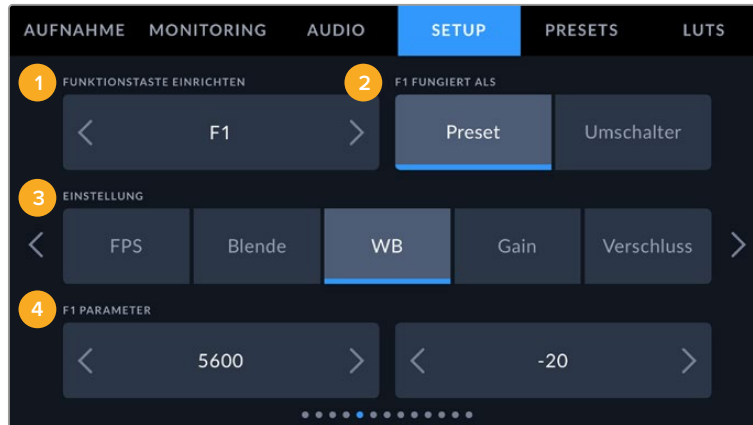 AUFNAHME MONITORING AUDIO SETUP PRESETS LUTS
1 FUNKTIONSTASTE EINRICHTEN 2 F1 FUNGIERT ALS
F1 Preset Umschalter
3 EINSTELLUNG
FPS Blende WB Gain Verschluss
4 F1 PARAMETER
5600 -20